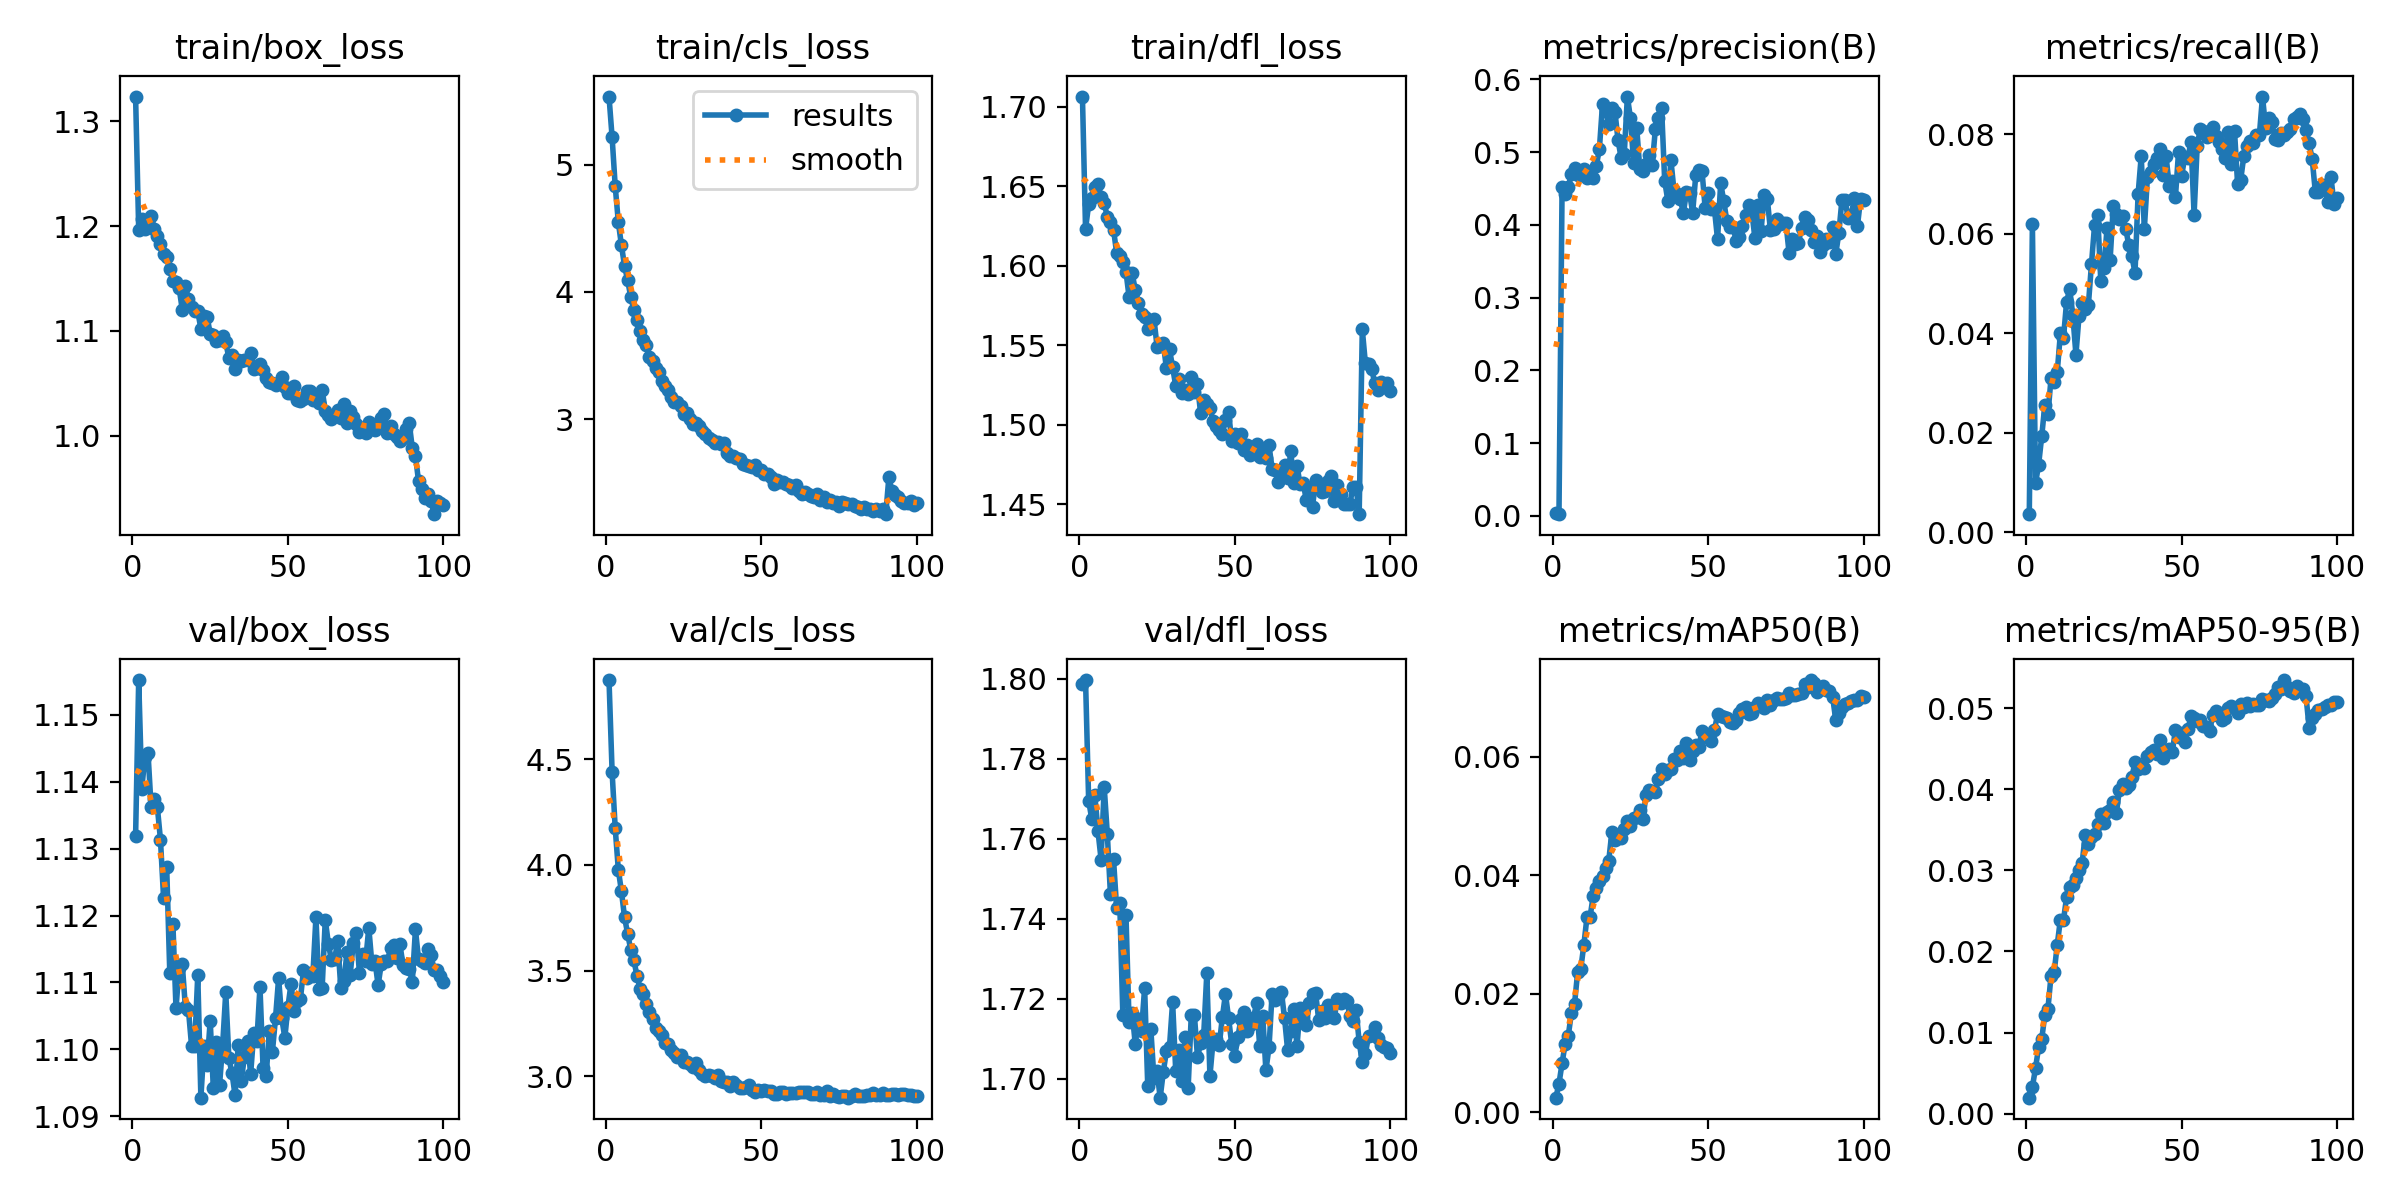 train/box_loss
1.3
1.2
1.1
1.0
0 50 100
train/cls_loss
results
smooth
5
4
3
0 50 100
train/dfl_loss
1.70
1.65
1.60
1.55
1.50
1.45
0 50 100
metrics/precision(B)
0.6
0.5
0.4
0.3
0.2
0.1
0.0
0 50 100
metrics/recall(B)
0.08
0.06
0.04
0.02
0.00
0 50 100
val/box_loss
1.15
1.14
1.13
1.12
1.11
1.10
1.09
0 50 100
val/cls_loss
4.5
4.0
3.5
3.0
0 50 100
val/dfl_loss
1.80
1.78
1.76
1.74
1.72
1.70
0 50 100
metrics/mAP50(B)
0.06
0.04
0.02
0.00
0 50 100
metrics/mAP50-95(B)
0.05
0.04
0.03
0.02
0.01
0.00
0 50 100